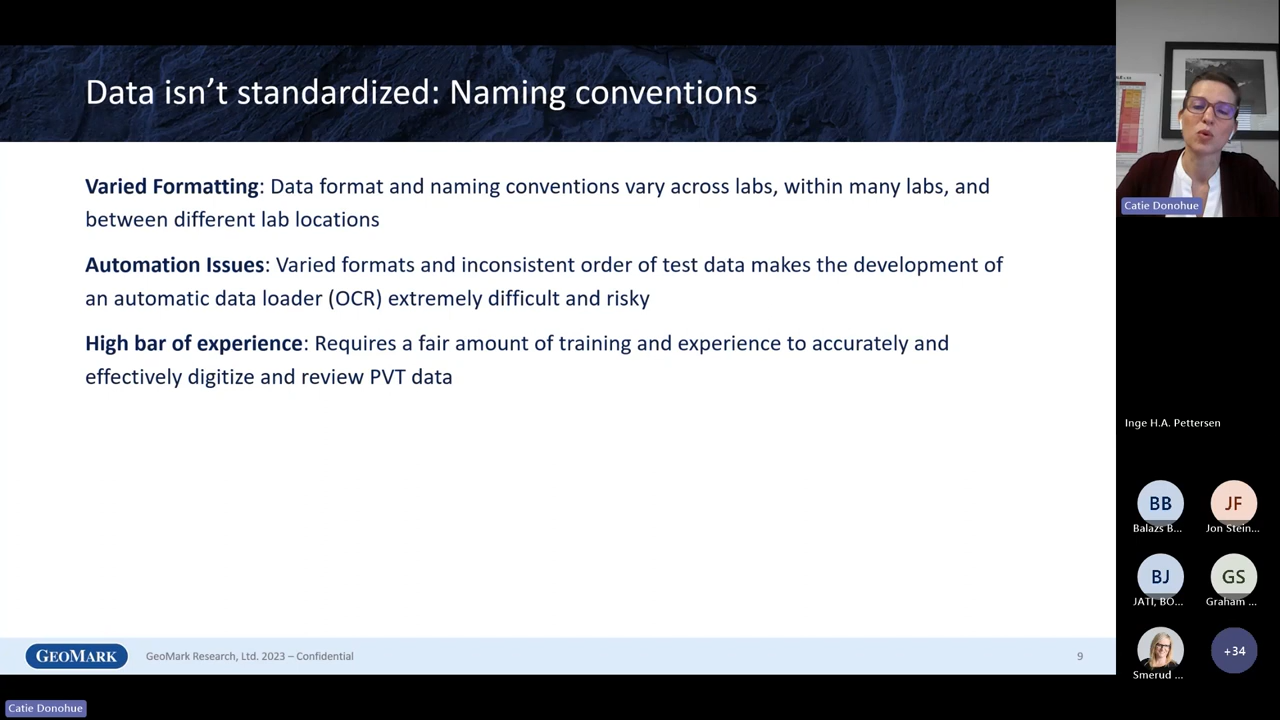 Data isn't standardized: Naming conventions
Varied Formatting: Data format and naming conventions vary across labs, within many labs, and
between different lab locations
Automation Issues: Varied formats and inconsistent order of test data makes the development of
an automatic data loader (OCR) extremely difficult and risky
High bar of experience: Requires a fair amount of training and experience to accurately and
effectively digitize and review PVT data
GEOMARK
GeoMark Research, Ltd. 2023 – Confidential
9
Catie Donohue
Catie Donohue
Inge H.A. Pettersen
BB
JF
Balazs B...
Jon Stein...
BJ
GS
JATI, BO...
Graham ...
Smerud ...
+34